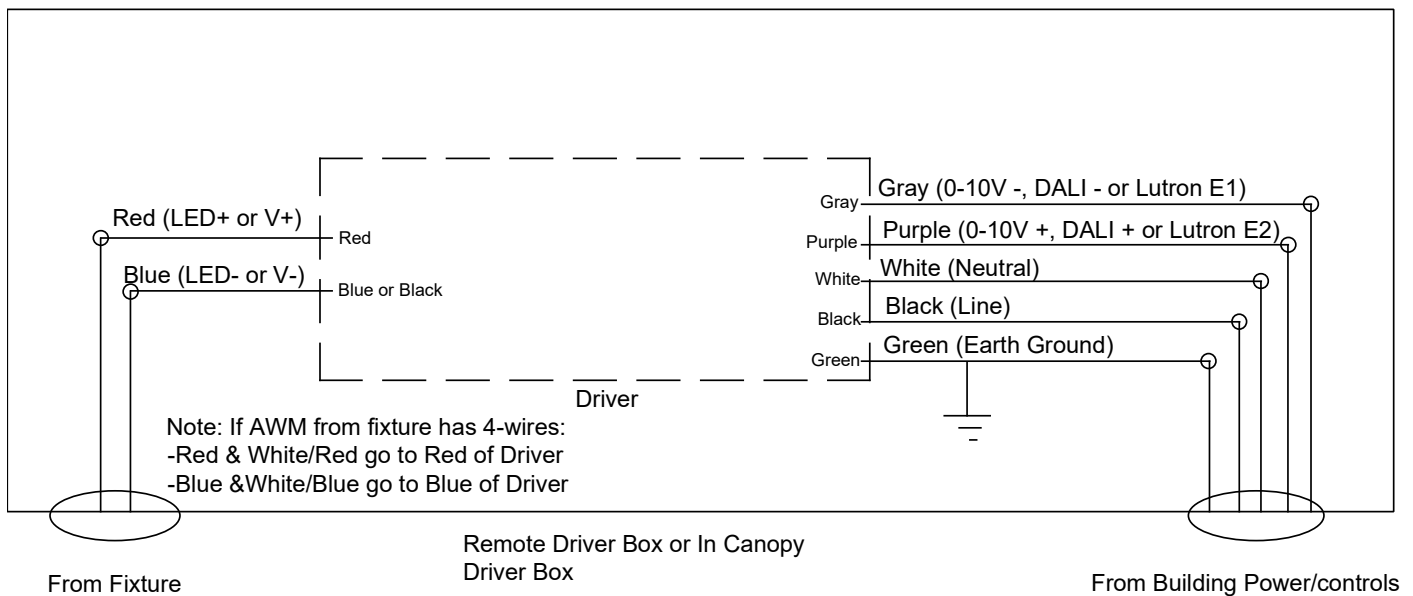 Gray (0-10V -, DALI - or Lutron E1)
Gray
Red (LED+ or V+)
Red
Purple
Purple (0-10V +, DALI + or Lutron E2)
Blue (LED- or V-)
Blue or Black
White
White (Neutral)
Black
Black (Line)
Green
Green (Earth Ground)
Driver
Note: If AWM from fixture has 4-wires:
-Red & White/Red go to Red of Driver
-Blue &White/Blue go to Blue of Driver
Remote Driver Box or In Canopy
Driver Box
From Fixture
From Building Power/controls